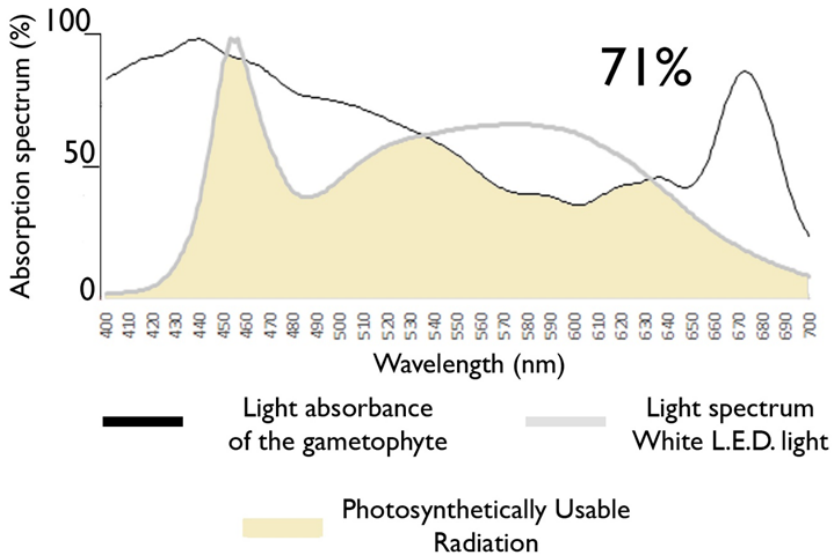 Absorption spectrum (%)
100
50
0
71%
400 410 420 430 440 450 460 470 480 490 500 510 520 530 540 550 560 570 580 590 600 610 620 630 640 650 660 670 680 690 700
Wavelength (nm)
Light absorbance
of the gametophyte
Light spectrum
White L.E.D. light
Photosynthetically Usable
Radiation